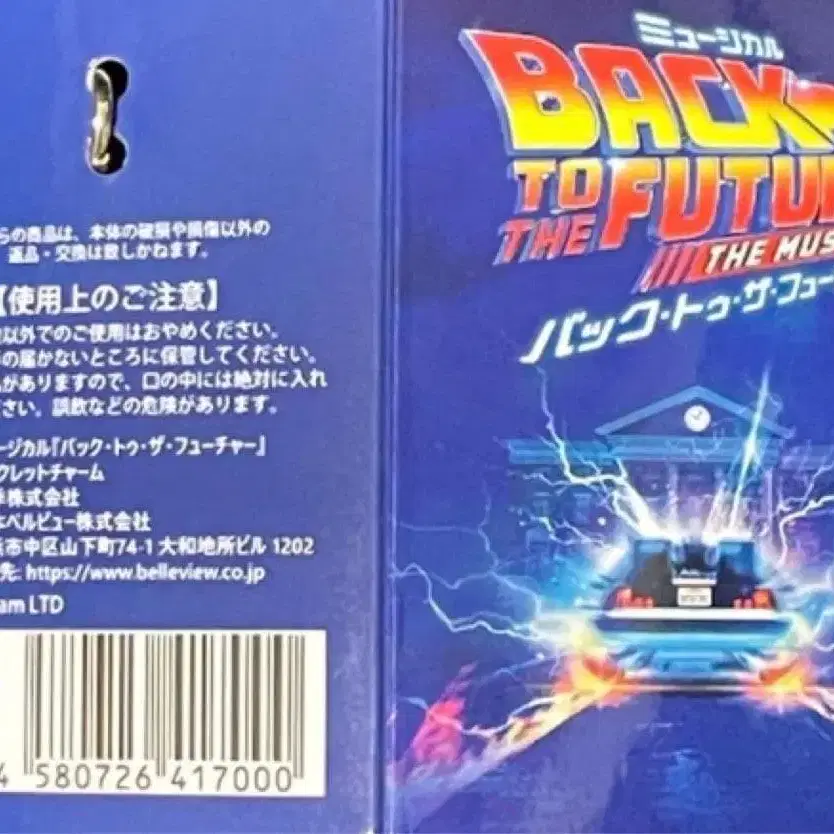 らの商品は、本体の破損や損傷以外の
返品・交換は致しかねます。
【使用上のご注意】
以外でのご使用はおやめください。
の届かないところに保管してください。
がありますので、口の中には絶対に入れ
さい。誤飲などの危険があります。
ージカル『バック・トゥ・ザ・フューチャー』
クレットチャーム
株式会社
ベルビュー株式会社
浜市中区山下町74-1 大和地所ビル 1202
先: https://www.belleview.co.jp
am LTD
4 580726 417000
ミュージカル
BACK
TO THE FUTU
THE MUS
バック・トゥ・ザ・フュー